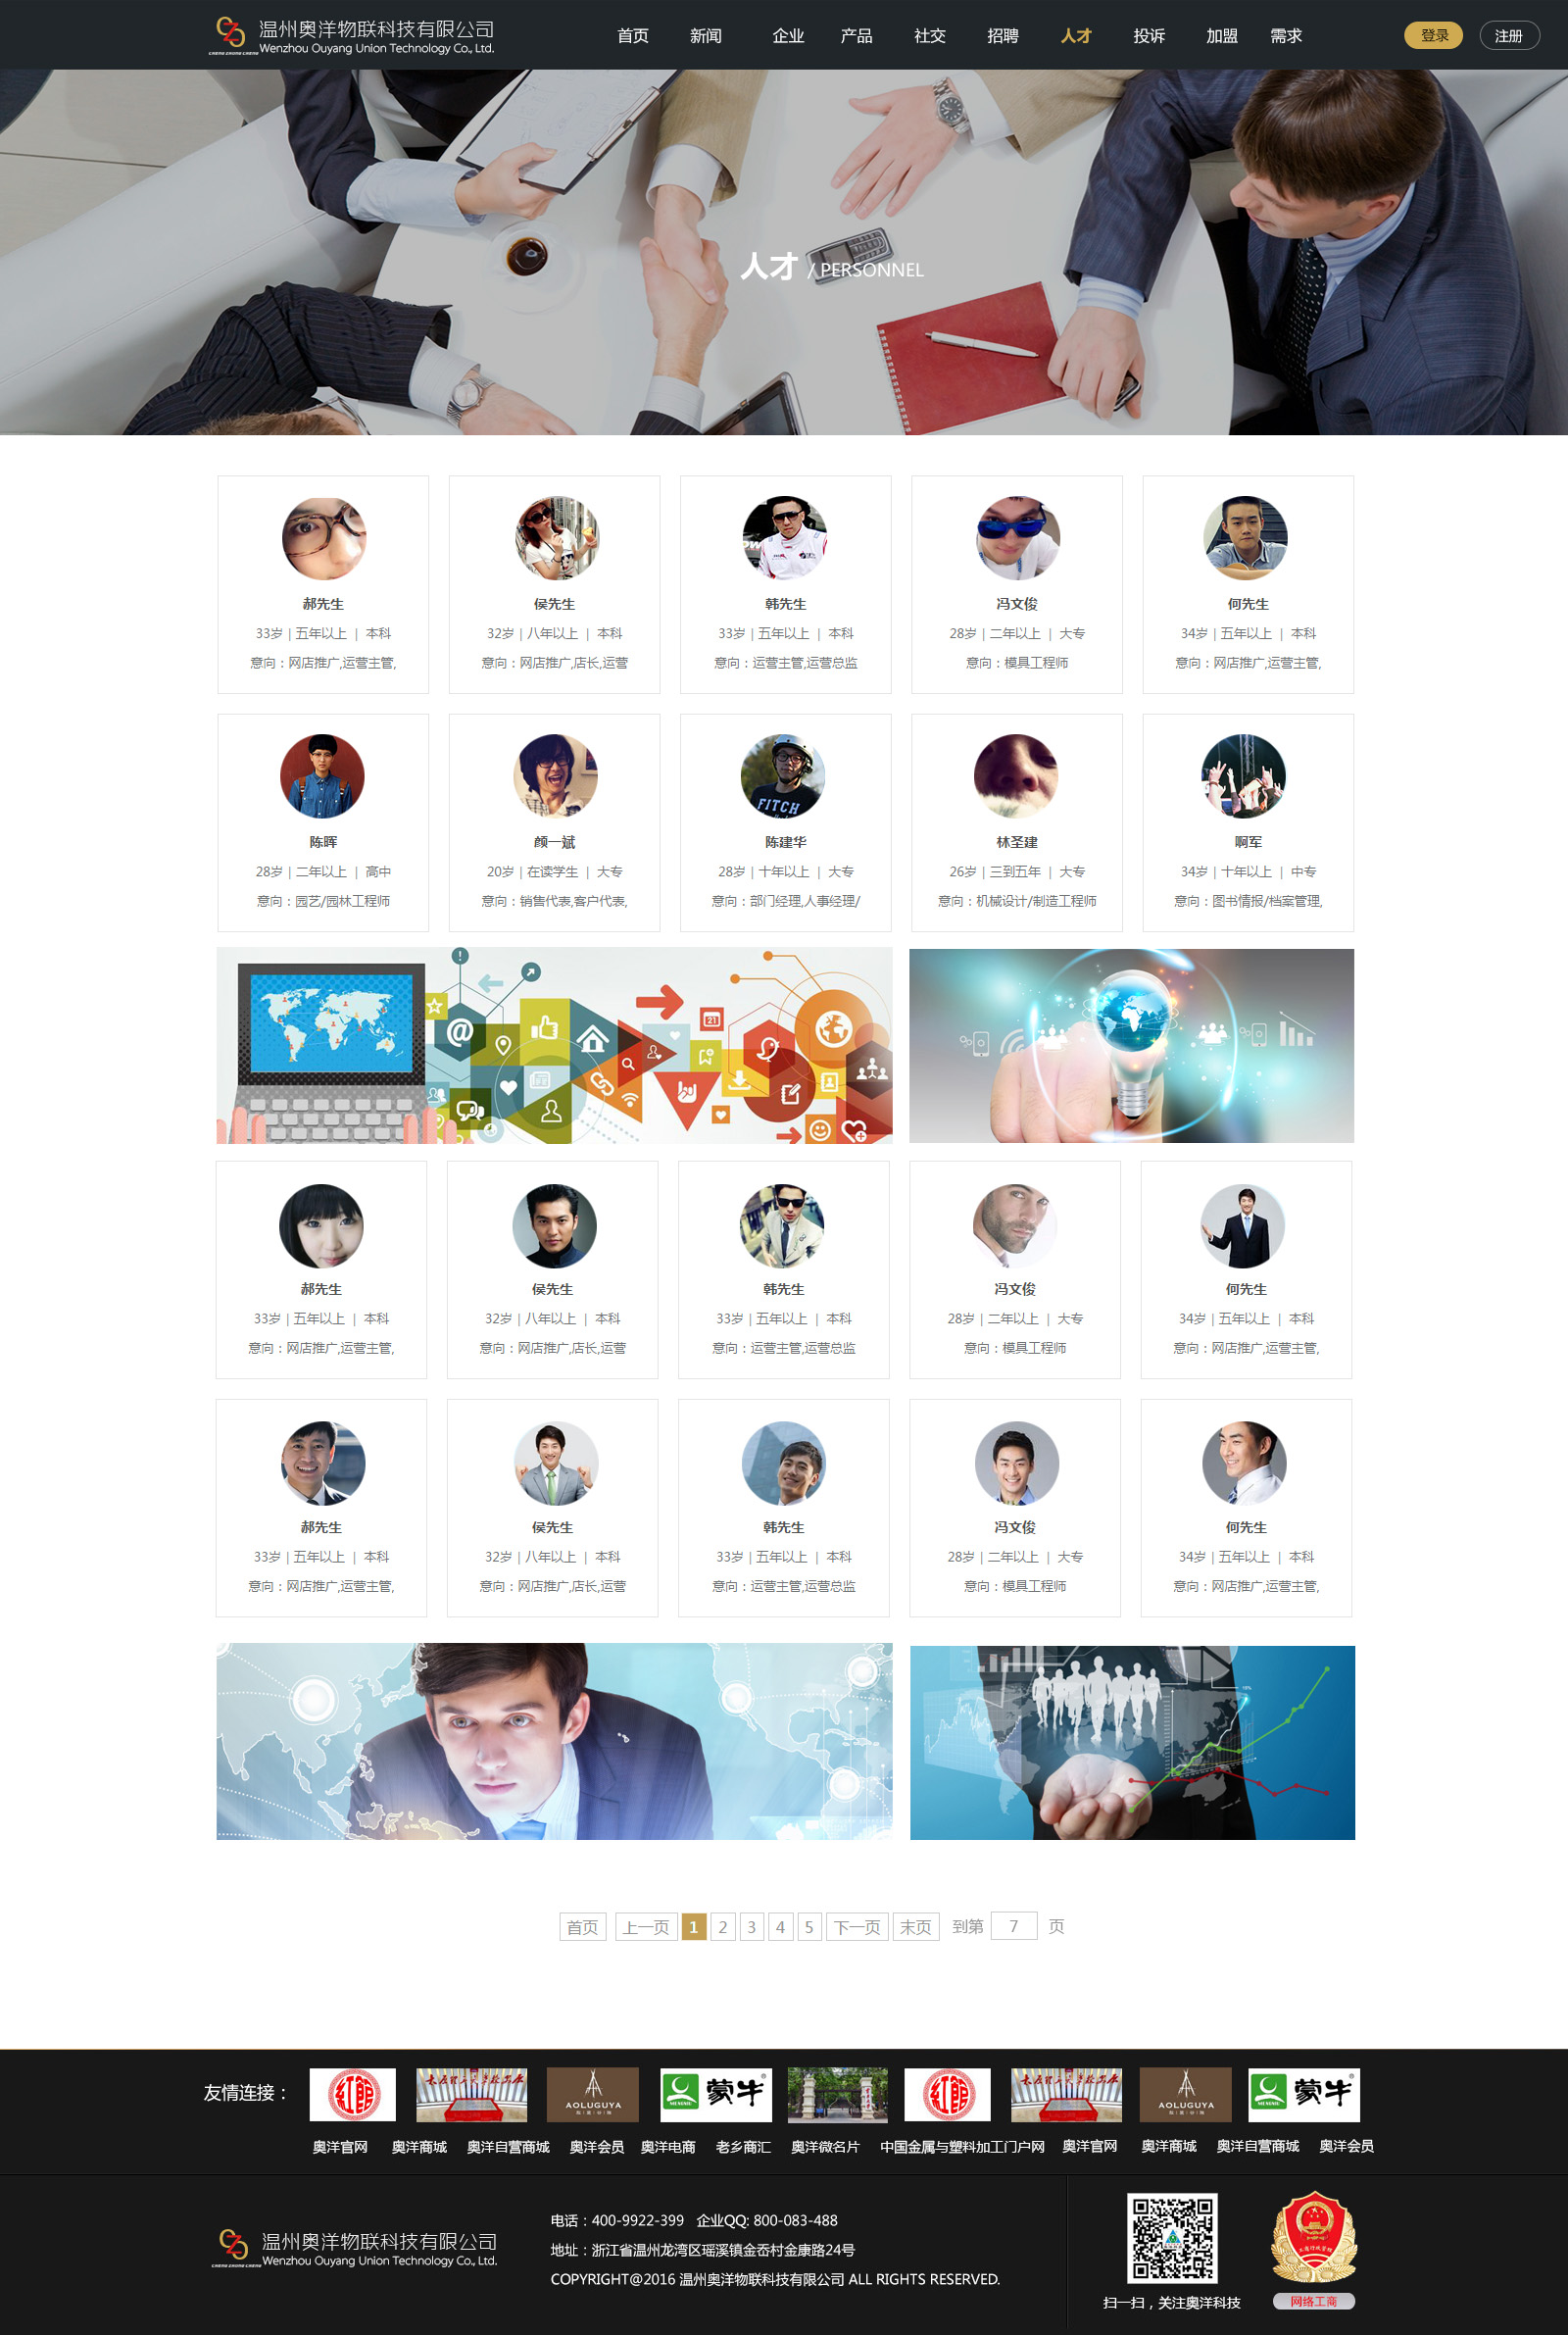 温州奥洋物联科技有限公司
Wenzhou Ouyang Union Technology Co., Ltd.
首页 新闻 企业 产品 社交 招聘 人才 投诉 加盟 需求 登录 注册
人才 / PERSONNEL
郝先生 侯先生 韩先生 冯文俊 何先生
33岁 | 五年以上 | 本科 32岁 | 八年以上 | 本科 33岁 | 五年以上 | 本科 28岁 | 二年以上 | 大专 34岁 | 五年以上 | 本科
意向：网店推广,运营主管, 意向：网店推广,店长,运营 意向：运营主管,运营总监 意向：模具工程师 意向：网店推广,运营主管,
FITCH
陈晖 颜一斌 陈建华 林圣建 啊军
28岁 | 二年以上 | 高中 20岁 | 在读学生 | 大专 28岁 | 十年以上 | 大专 26岁 | 三到五年 | 大专 34岁 | 十年以上 | 中专
意向：园艺/园林工程师 意向：销售代表,客户代表, 意向：部门经理,人事经理/ 意向：机械设计/制造工程师 意向：图书情报/档案管理,
21
郝先生 侯先生 韩先生 冯文俊 何先生
33岁 | 五年以上 | 本科 32岁 | 八年以上 | 本科 33岁 | 五年以上 | 本科 28岁 | 二年以上 | 大专 34岁 | 五年以上 | 本科
意向：网店推广,运营主管, 意向：网店推广,店长,运营 意向：运营主管,运营总监 意向：模具工程师 意向：网店推广,运营主管,
郝先生 侯先生 韩先生 冯文俊 何先生
33岁 | 五年以上 | 本科 32岁 | 八年以上 | 本科 33岁 | 五年以上 | 本科 28岁 | 二年以上 | 大专 34岁 | 五年以上 | 本科
意向：网店推广,运营主管, 意向：网店推广,店长,运营 意向：运营主管,运营总监 意向：模具工程师 意向：网店推广,运营主管,
首页 上一页 1 2 3 4 5 下一页 末页 到第 7 页
友情连接： AOLUGUYA MENGNIU 蒙牛 AOLUGUYA MENGNIU 蒙牛
奥洋官网 奥洋商城 奥洋自营商城 奥洋会员 奥洋电商 老乡商汇 奥洋微名片 中国金属与塑料加工门户网 奥洋官网 奥洋商城 奥洋自营商城 奥洋会员
温州奥洋物联科技有限公司
Wenzhou Ouyang Union Technology Co., Ltd.
电话：400-9922-399 企业QQ: 800-083-488
地址：浙江省温州龙湾区瑶溪镇金岙村金康路24号
COPYRIGHT@2016 温州奥洋物联科技有限公司 ALL RIGHTS RESERVED.
扫一扫，关注奥洋科技
网络工商